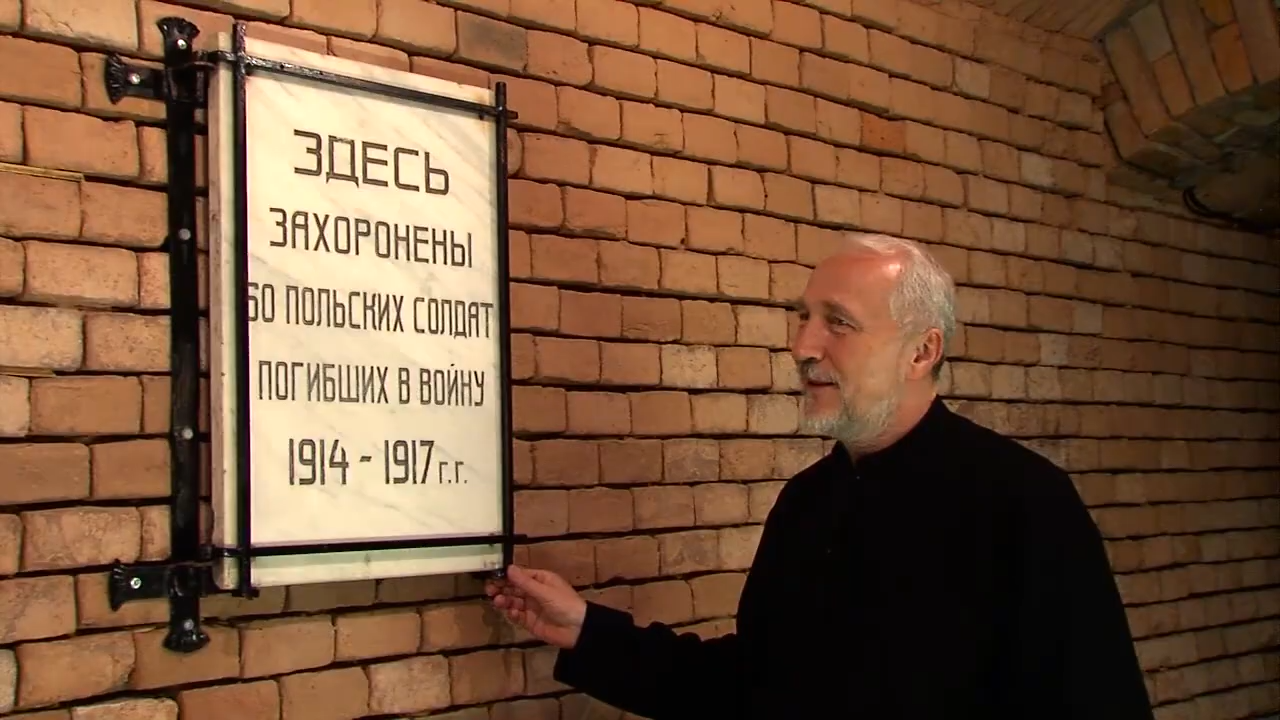 ЗДЕСЬ
ЗАХОРОНЕНЫ
60 ПОЛЬСКИХ СОЛДАТ
ПОГИБШИХ В ВОЙНУ
1914 - 1917 г.г.